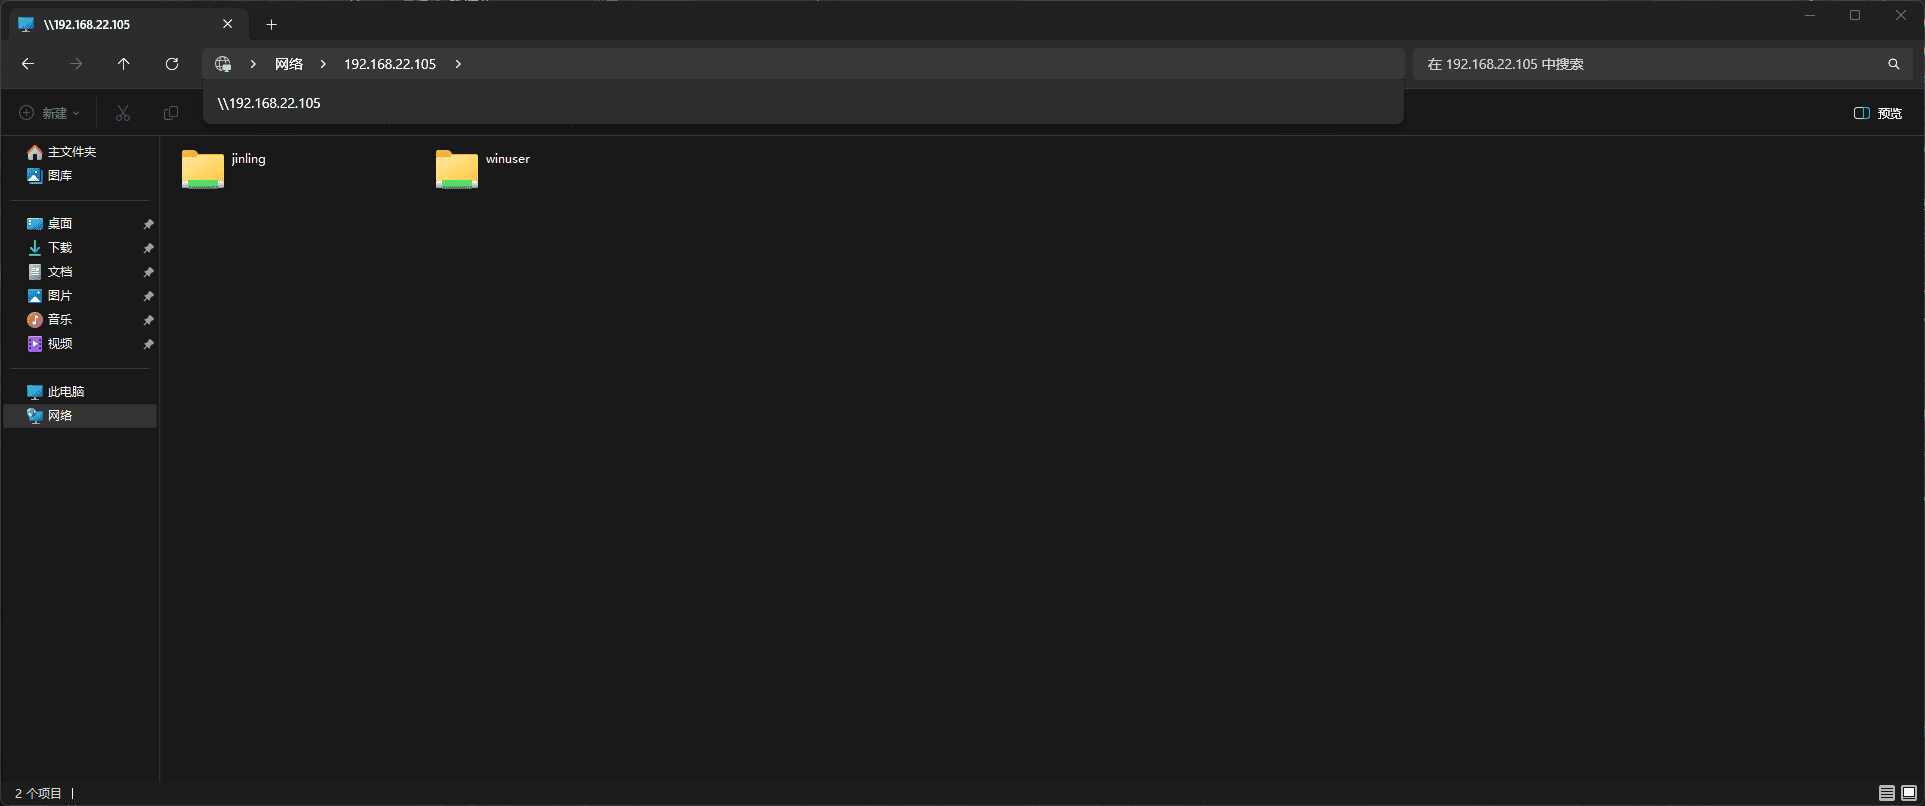 \\192.168.22.105
网络 192.168.22.105
在 192.168.22.105 中搜索
\\192.168.22.105
新建
预览
主文件夹
图库
桌面
下载
文档
图片
音乐
视频
此电脑
网络
jinling
winuser
2 个项目